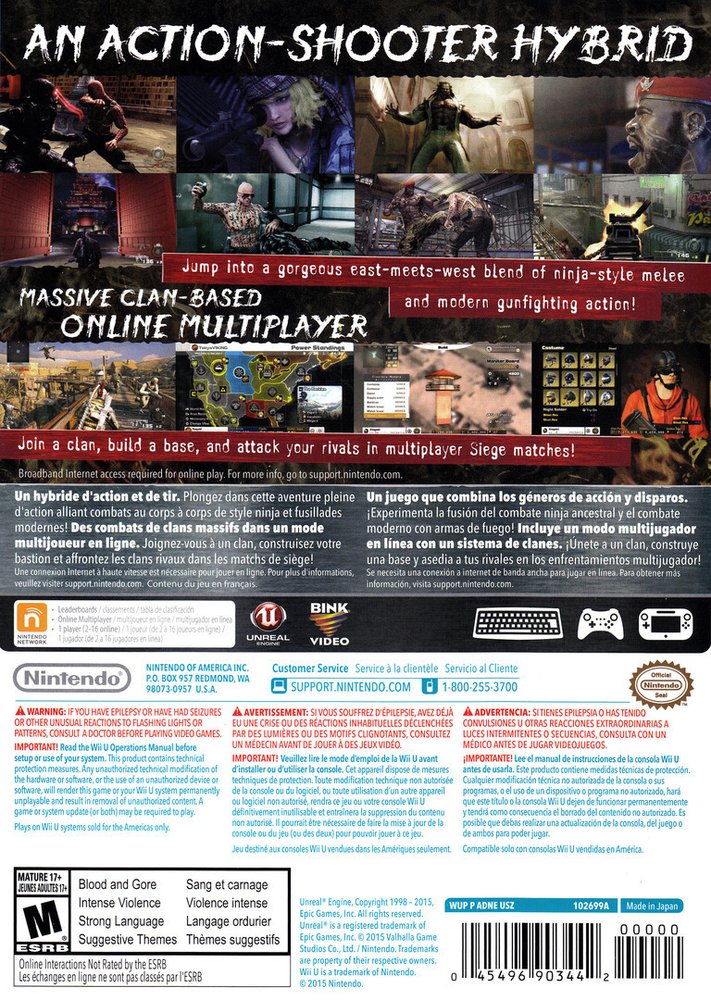 AN ACTION-SHOOTER HYBRID
Jump into a gorgeous east-meets-west blend of ninja-style melee
and modern gunfighting action!
MASSIVE CLAN-BASED
ONLINE MULTIPLAYER
TokyoVIKING
Power Standings
Build
Master Board
Costume
Join a clan, build a base, and attack your rivals in multiplayer Siege matches!
Broadband Internet access required for online play. For more info, go to support.nintendo.com.
Un hybride d'action et de tir. Plongez dans cette aventure pleine
d'action alliant combats au corps à corps de style ninja et fusillades
modernes! Des combats de clans massifs dans un mode
multijoueur en ligne. Joignez-vous à un clan, construisez votre
bastion et affrontez les clans rivaux dans les matchs de siège!
Une connexion Internet à haute vitesse est nécessaire pour jouer en ligne. Pour plus d'informations,
veuillez visiter support.nintendo.com. Contenu du jeu en français.
Un juego que combina los géneros de acción y disparos.
¡Experimenta la fusión del combate ninja ancestral y el combate
moderno con armas de fuego! Incluye un modo multijugador
en línea con un sistema de clanes. ¡Únete a un clan, construye
una base y asedia a tus rivales en los enfrentamientos multijugador!
Se necesita una conexión a internet de banda ancha para jugar en línea. Para obtener más
información, visita support.nintendo.com.
n
NINTENDO
NETWORK
• Leaderboards / classements / tabla de clasificación
• Online Multiplayer / multijoueur en ligne / multijugador en línea
• 1 player (2-16 online) / 1 joueur (de 2 à 16 joueurs en ligne) /
1 jugador (de 2 a 16 jugadores en línea)
UNREAL
ENGINE
BINK
VIDEO
Nintendo
NINTENDO OF AMERICA INC.
P.O. BOX 957 REDMOND, WA
98073-0957 U.S.A.
Customer Service Service à la clientèle Servicio al Cliente
SUPPORT.NINTENDO.COM 1-800-255-3700
Official
Nintendo
Seal
WARNING: IF YOU HAVE EPILEPSY OR HAVE HAD SEIZURES
OR OTHER UNUSUAL REACTIONS TO FLASHING LIGHTS OR
PATTERNS, CONSULT A DOCTOR BEFORE PLAYING VIDEO GAMES.
IMPORTANT! Read the Wii U Operations Manual before
setup or use of your system. This product contains technical
protection measures. Any unauthorized technical modification of
the hardware or software, or the use of an unauthorized device or
software, will render this game or your Wii U system permanently
unplayable and result in removal of unauthorized content. A
game or system update (or both) may be required to play.
Plays on Wii U systems sold for the Americas only.
AVERTISSEMENT: SI VOUS SOUFFREZ D'ÉPILEPSIE, AVEZ DÉJÀ
EU UNE CRISE OU DES RÉACTIONS INHABITUELLES DÉCLENCHÉES
PAR DES LUMIÈRES OU DES MOTIFS CLIGNOTANTS, CONSULTEZ
UN MÉDECIN AVANT DE JOUER À DES JEUX VIDÉO.
IMPORTANT! Veuillez lire le mode d'emploi de la Wii U avant
d'installer ou d'utiliser la console. Cet appareil dispose de mesures
techniques de protection. Toute modification technique non autorisée
de la console ou du logiciel, ou toute utilisation d'un autre appareil
ou logiciel non autorisé, rendra ce jeu ou votre console Wii U
définitivement inutilisable et entraînera la suppression du contenu
non autorisé. Il pourrait être nécessaire de faire la mise à jour de la
console ou du jeu (ou des deux) pour pouvoir jouer à ce jeu.
Jeu destiné aux consoles Wii U vendues dans les Amériques seulement.
ADVERTENCIA: SI TIENES EPILEPSIA O HAS TENIDO
CONVULSIONES U OTRAS REACCIONES EXTRAORDINARIAS A
LUCES INTERMITENTES O SECUENCIAS, CONSULTA CON UN
MÉDICO ANTES DE JUGAR VIDEOJUEGOS.
¡IMPORTANTE! Lee el manual de instrucciones de la consola Wii U
antes de usarla. Este producto contiene medidas técnicas de protección.
Cualquier modificación técnica no autorizada de la consola o sus
programas, o el uso de un dispositivo o programa no autorizado, hará
que este título o la consola Wii U dejen de funcionar permanentemente
y tendrá como consecuencia el borrado del contenido no autorizado. Es
posible que debas realizar una actualización de la consola, del juego o
de ambos para poder jugar.
Compatible solo con consolas Wii U vendidas en América.
MATURE 17+
JEUNES ADULTES 17+
M
ESRB
Blood and Gore Sang et carnage
Intense Violence Violence intense
Strong Language Langage ordurier
Suggestive Themes Thèmes suggestifs
Online Interactions Not Rated by the ESRB
Les échanges en ligne ne sont pas classés par l'ESRB
Unreal® Engine, Copyright 1998 – 2015,
Epic Games, Inc. All rights reserved.
Unreal® is a registered trademark of
Epic Games, Inc. © 2015 Valhalla Game
Studios Co., Ltd./ Nintendo. Trademarks
are property of their respective owners.
Wii U is a trademark of Nintendo.
© 2015 Nintendo.
WUP P ADNE USZ 102699A Made in Japan
00000
0 45496 90344 2